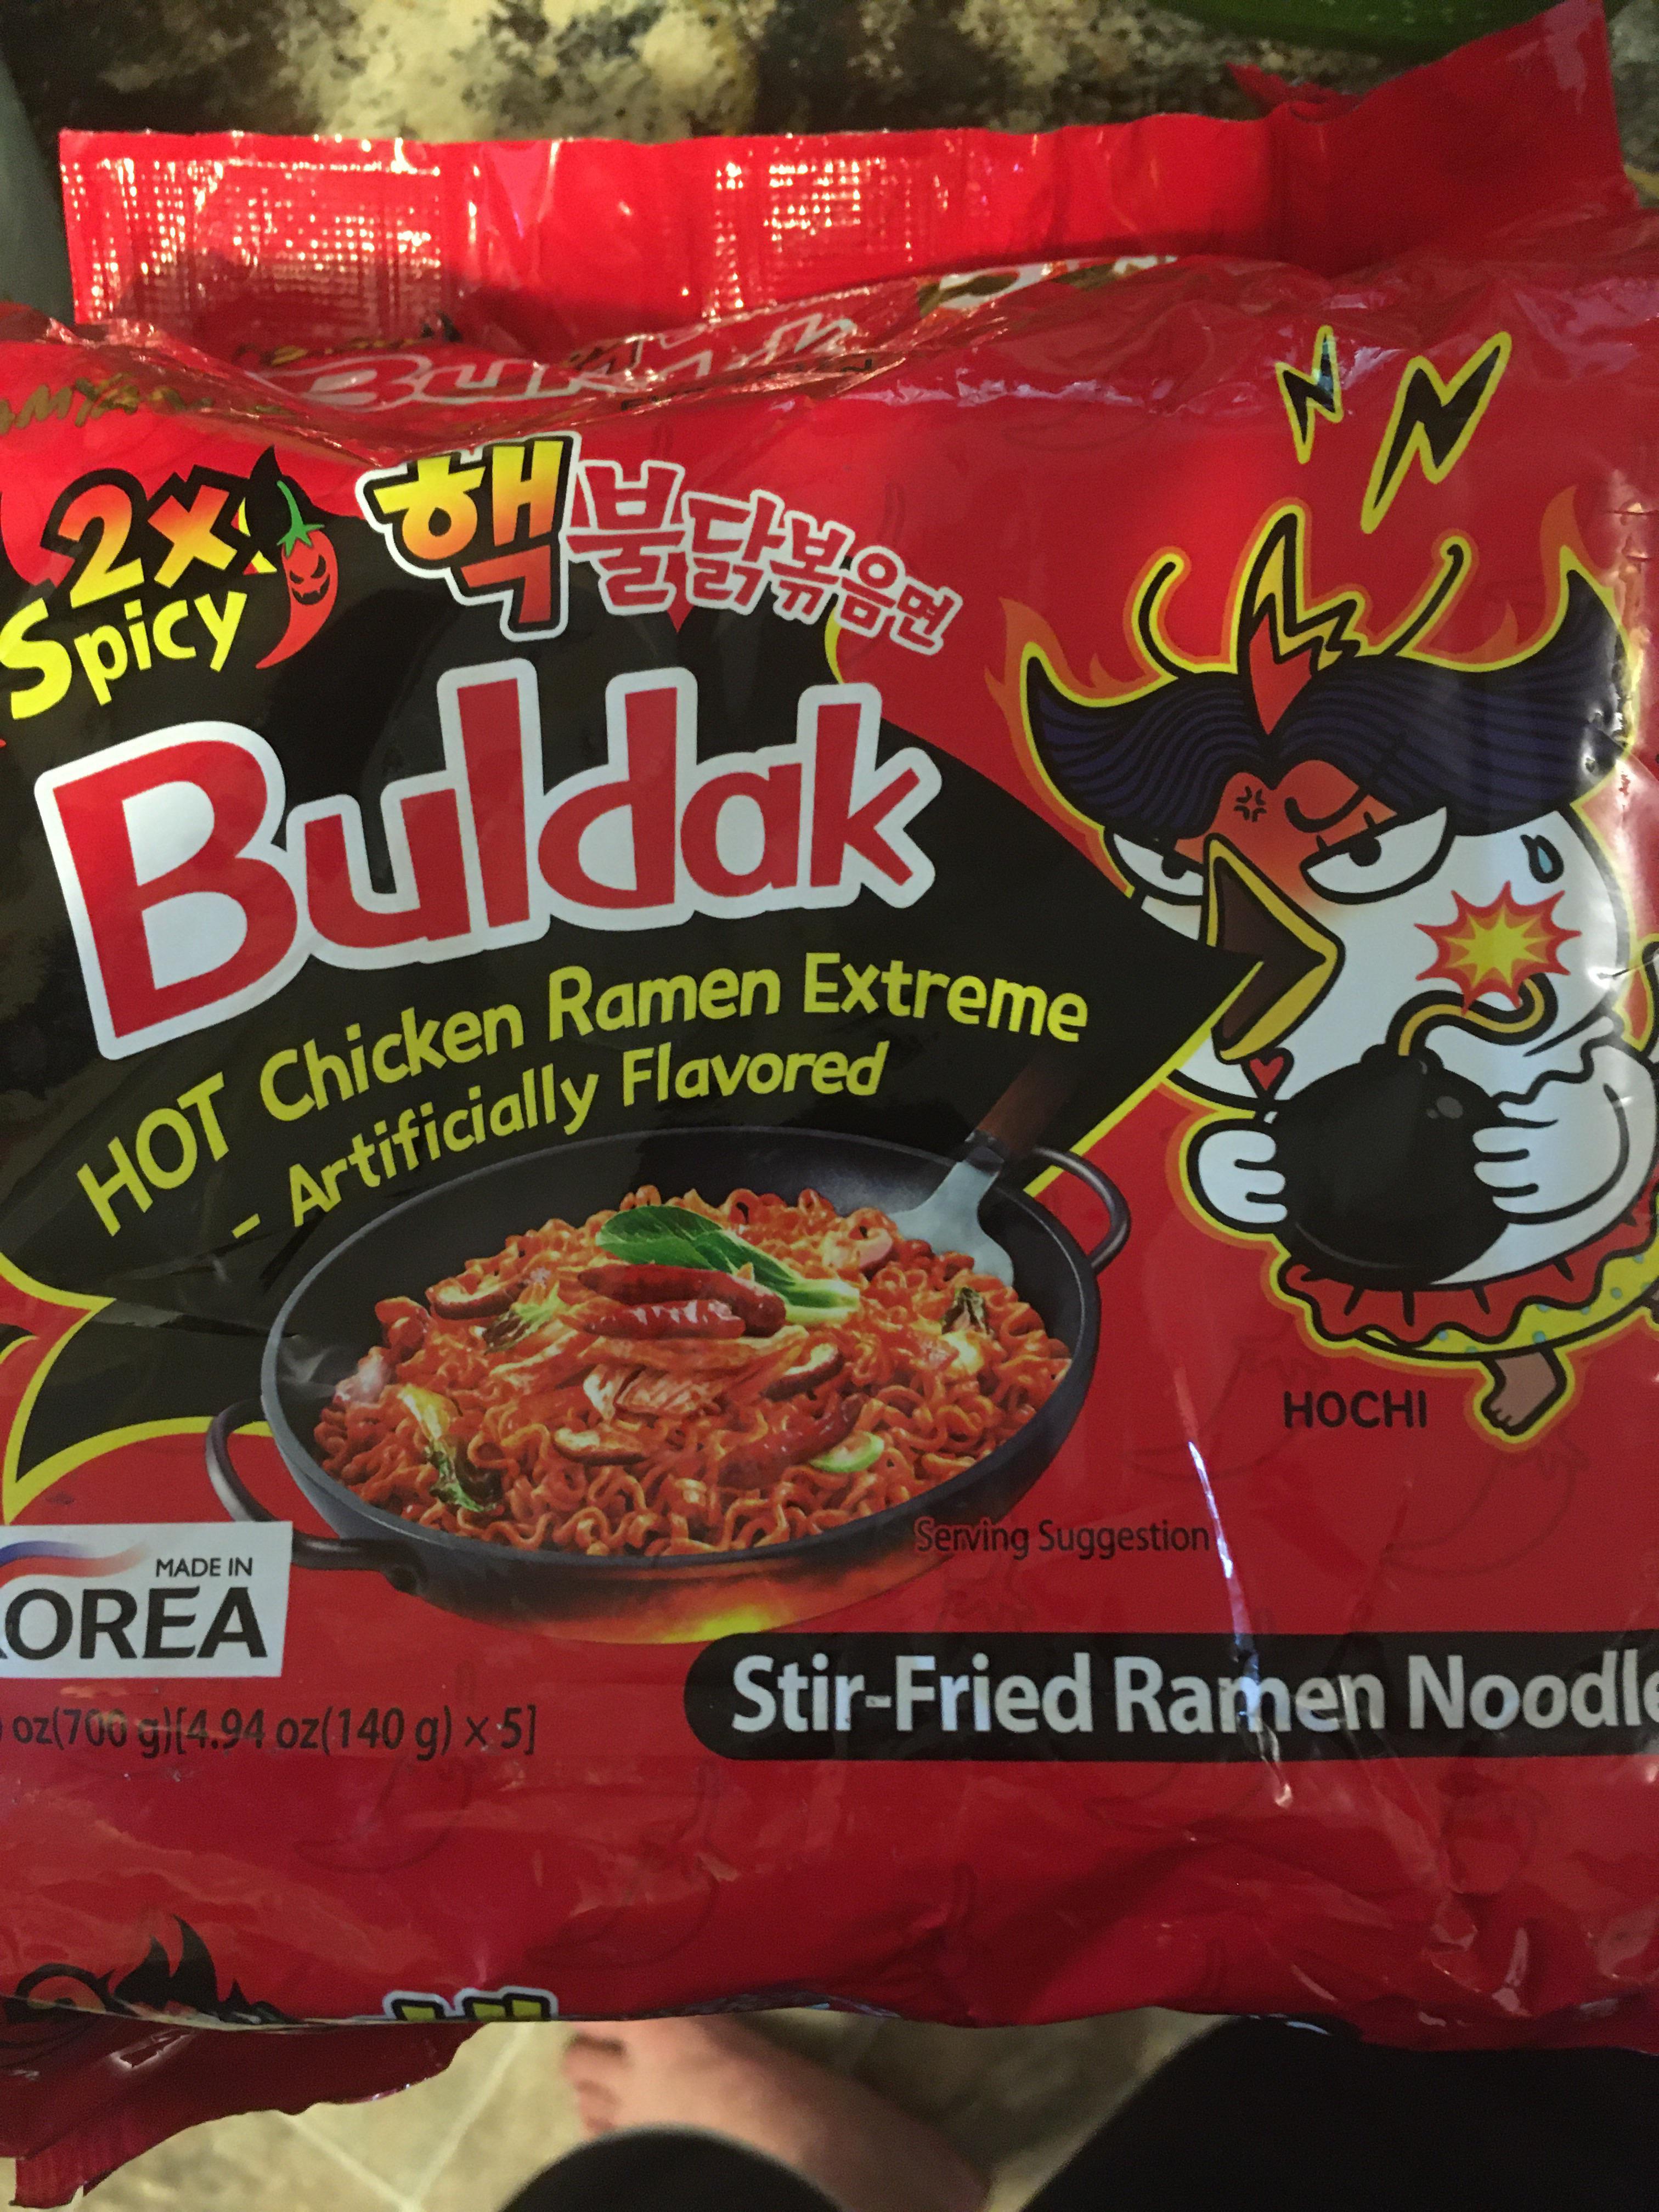 Buldak
2x
Spicy
핵불닭볶음면
Buldak
HOT Chicken Ramen Extreme
- Artificially Flavored
HOCHI
Serving Suggestion
MADE IN
OREA
oz(700 g)[4.94 oz(140 g) x 5]
Stir-Fried Ramen Noodle